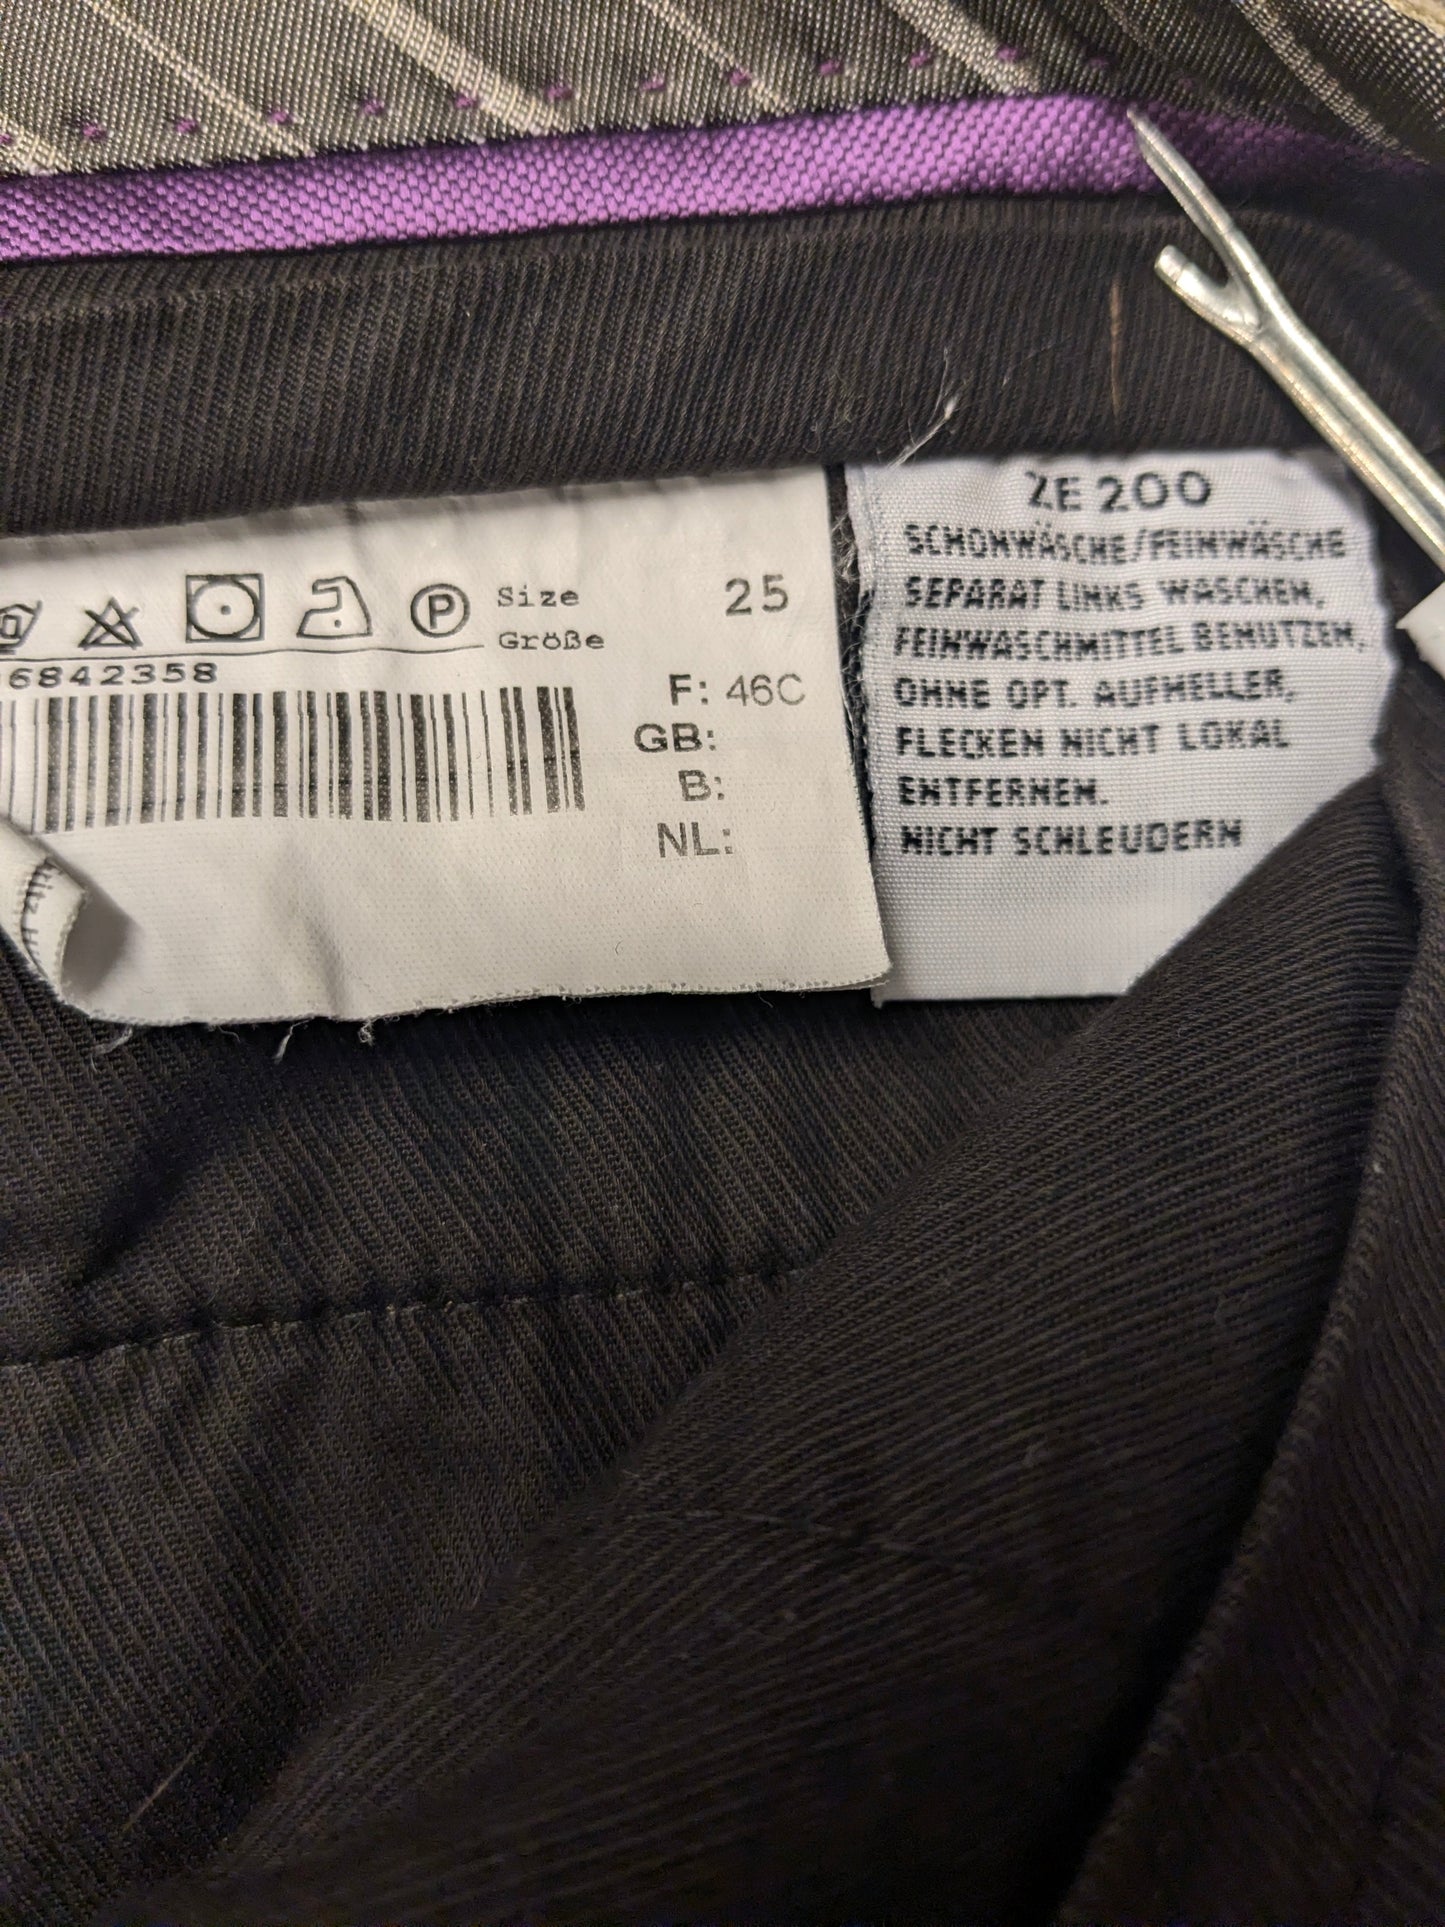 Size 25
Größe
6842358
F: 46C
GB:
B:
NL:
P
ZE 200
SCHONWÄSCHE/FEINWÄSCHE
SEPARAT LINKS WASCHEN,
FEINWASCHMITTEL BENUTZEN,
OHNE OPT. AUFHELLER,
FLECKEN NICHT LOKAL
ENTFERNEN.
NICHT SCHLEUDERN